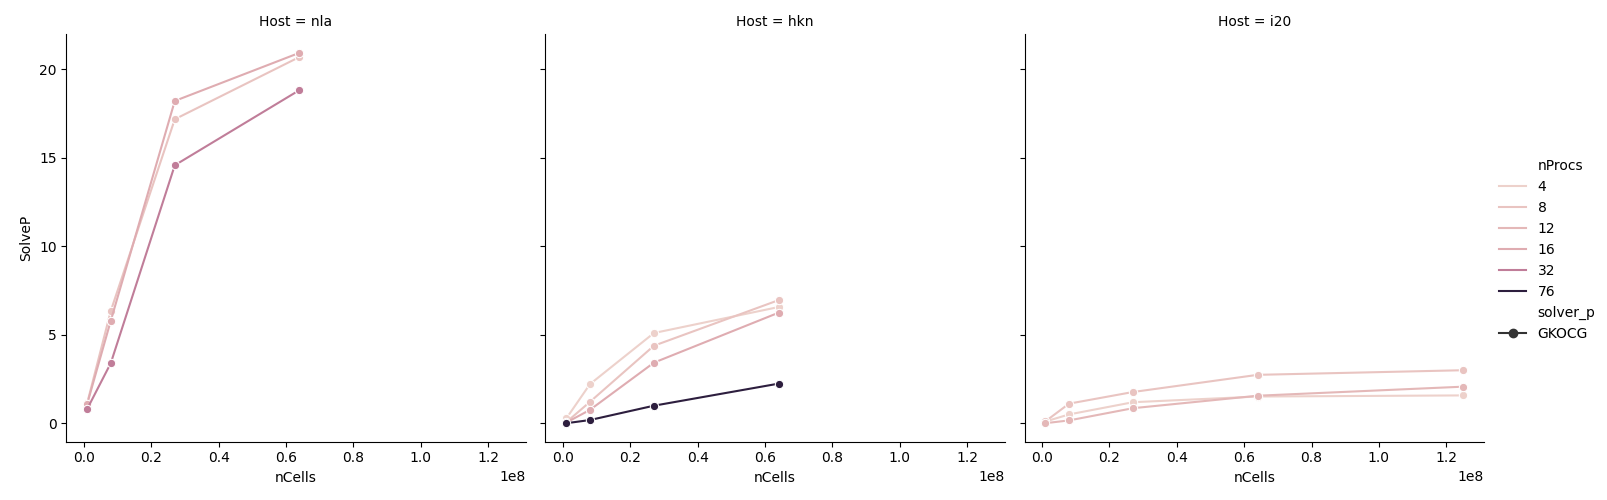 Host = nla
Host = hkn
Host = i20
SolveP
20
15
10
5
0
0.0 0.2 0.4 0.6 0.8 1.0 1.2
1e8
nCells
0.0 0.2 0.4 0.6 0.8 1.0 1.2
1e8
nCells
0.0 0.2 0.4 0.6 0.8 1.0 1.2
1e8
nCells
nProcs
4
8
12
16
32
76
solver_p
GKOCG